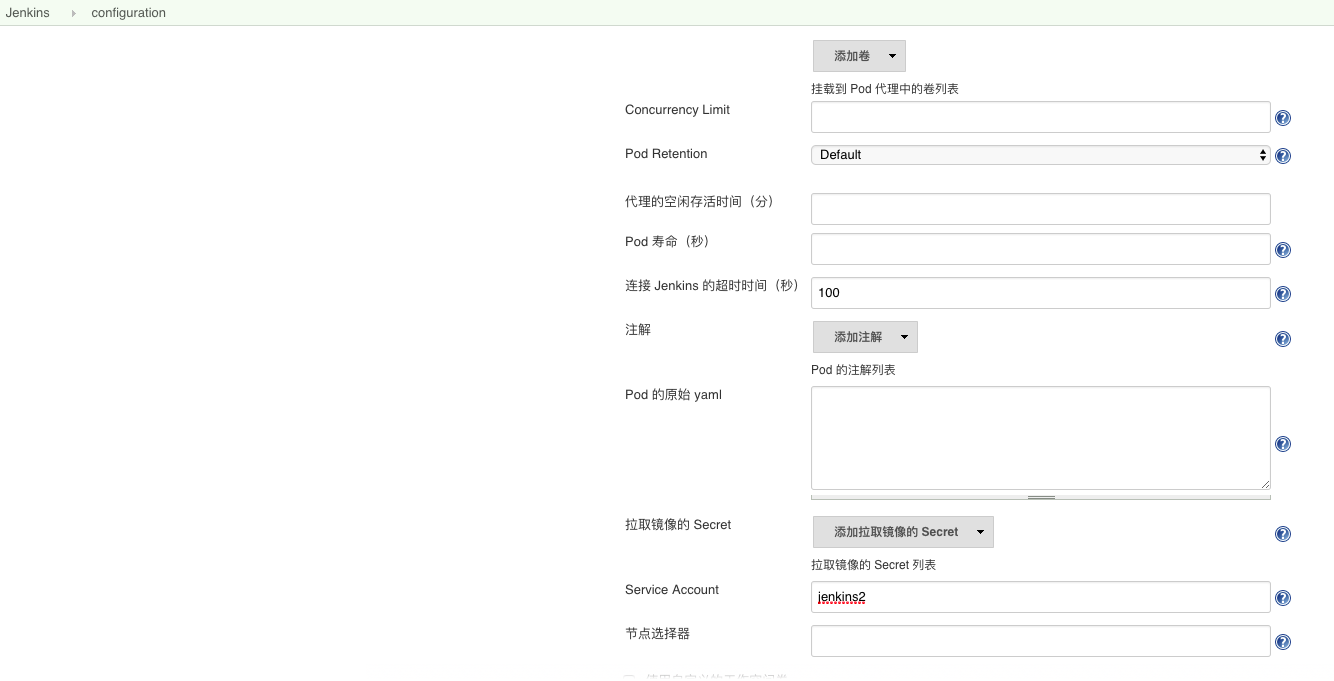 Jenkins configuration
添加卷
挂载到 Pod 代理中的卷列表
Concurrency Limit
Pod Retention Default
代理的空闲存活时间（分）
Pod 寿命（秒）
连接 Jenkins 的超时时间（秒） 100
注解 添加注解
Pod 的注解列表
Pod 的原始 yaml
拉取镜像的 Secret 添加拉取镜像的 Secret
拉取镜像的 Secret 列表
Service Account jenkins2
节点选择器